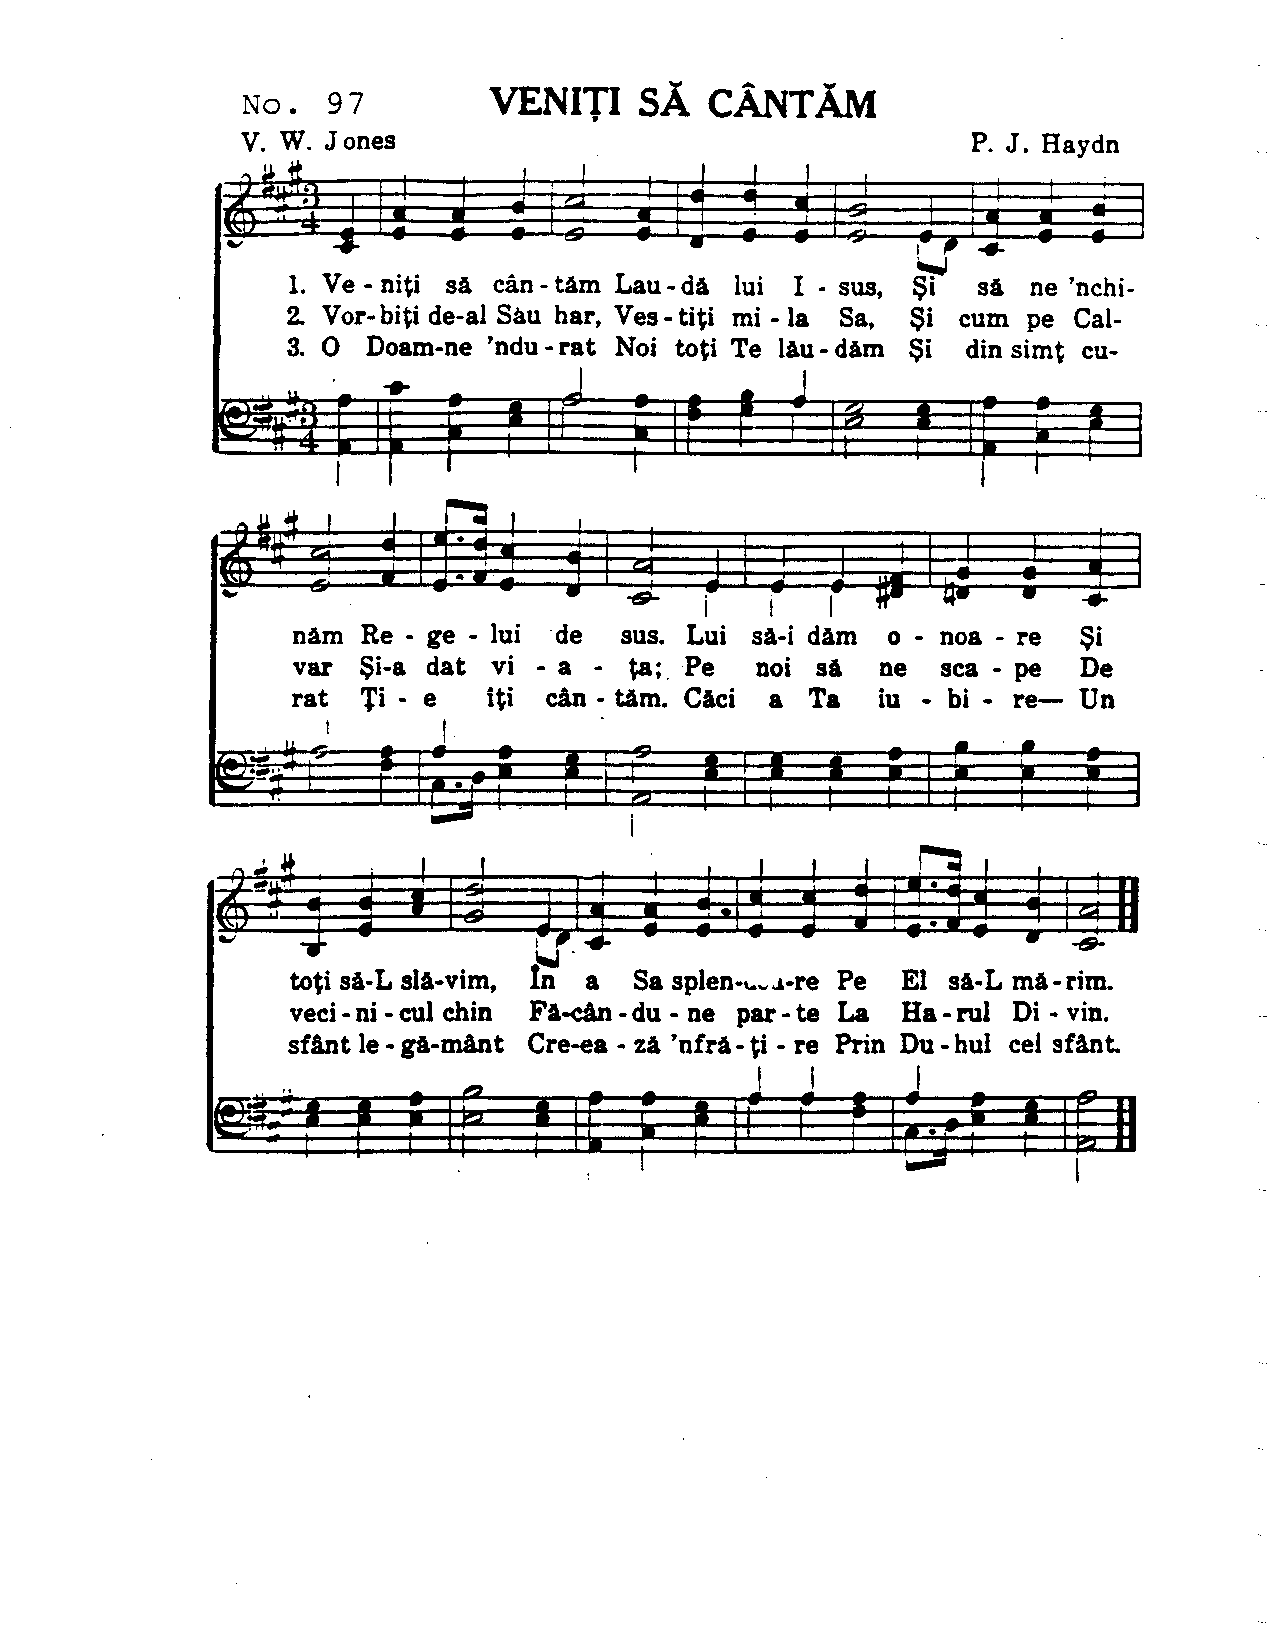 No. 97 VENIȚI SĂ CÂNTĂM
V. W. Jones P. J. Haydn
1. Ve - niți să cân - tăm Lau - dă lui I - sus, Și să ne 'nchi-
2. Vor - biți de-al Său har, Ves - tiți mi - la Sa, Și cum pe Cal-
3. O Doam-ne 'ndu - rat Noi toți Te lău - dăm Și din simț cu-
năm Re - ge - lui de sus. Lui să-i dăm o - noa - re Și
var Și-a dat vi - a - ța; Pe noi să ne sca - pe De
rat Ți - e îți cân - tăm. Căci a Ta iu - bi - re— Un
toți să-L slă-vim, În a Sa Pe El să-L mă-rim.
veci - ni - cul chin Fă-cân - du - ne par - te La Ha - rul Di - vin.
sfânt le - gă-mânt Cre-ea - ză 'nfră - ți - re Prin Du - hul cel sfânt.